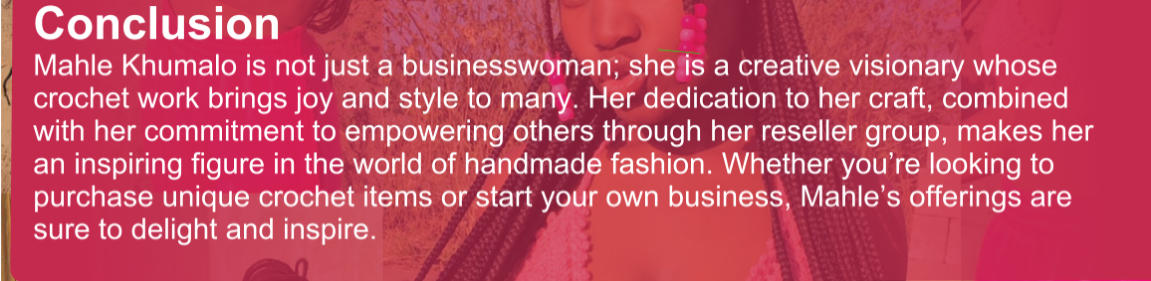 Conclusion
Mahle Khumalo is not just a businesswoman; she is a creative visionary whose
crochet work brings joy and style to many. Her dedication to her craft, combined
with her commitment to empowering others through her reseller group, makes her
an inspiring figure in the world of handmade fashion. Whether you’re looking to
purchase unique crochet items or start your own business, Mahle’s offerings are
sure to delight and inspire.